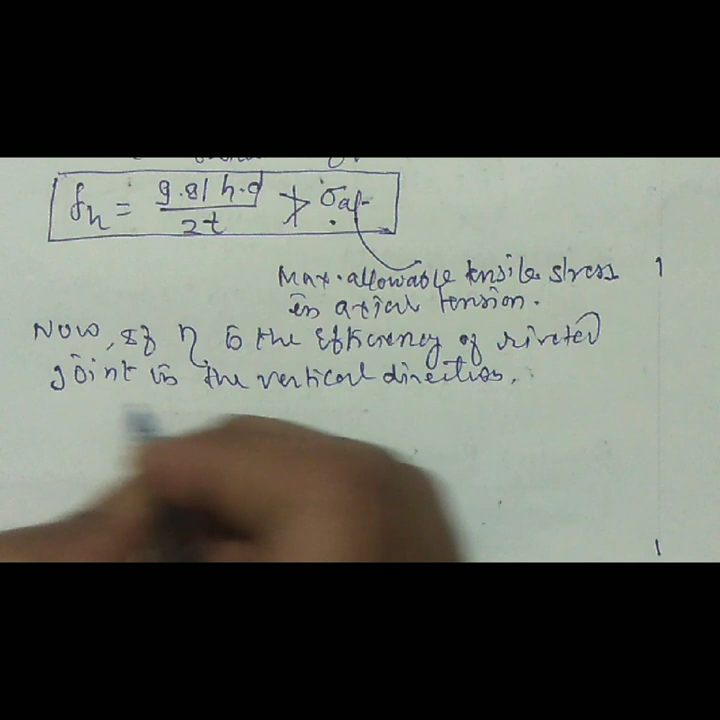 fh = 9.81 h.d / 2t ≯ σat
Max. allowable tensile stress
in axial tension.
Now, if η is the efficiency of riveted
joint in the vertical direction.